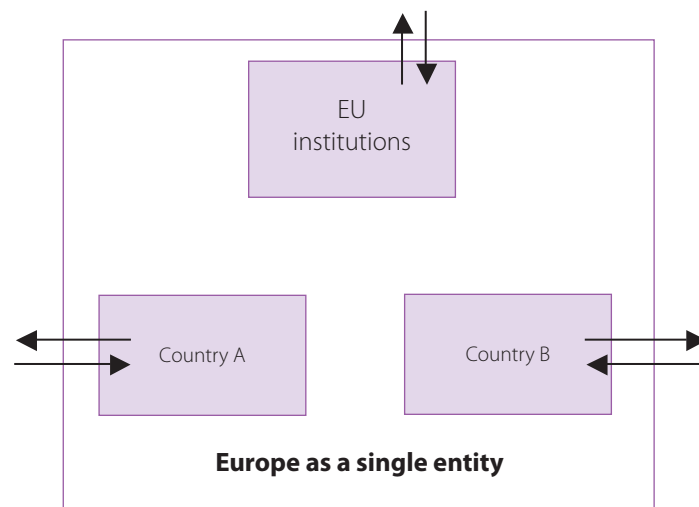 EU
institutions
Country A
Country B
Europe as a single entity